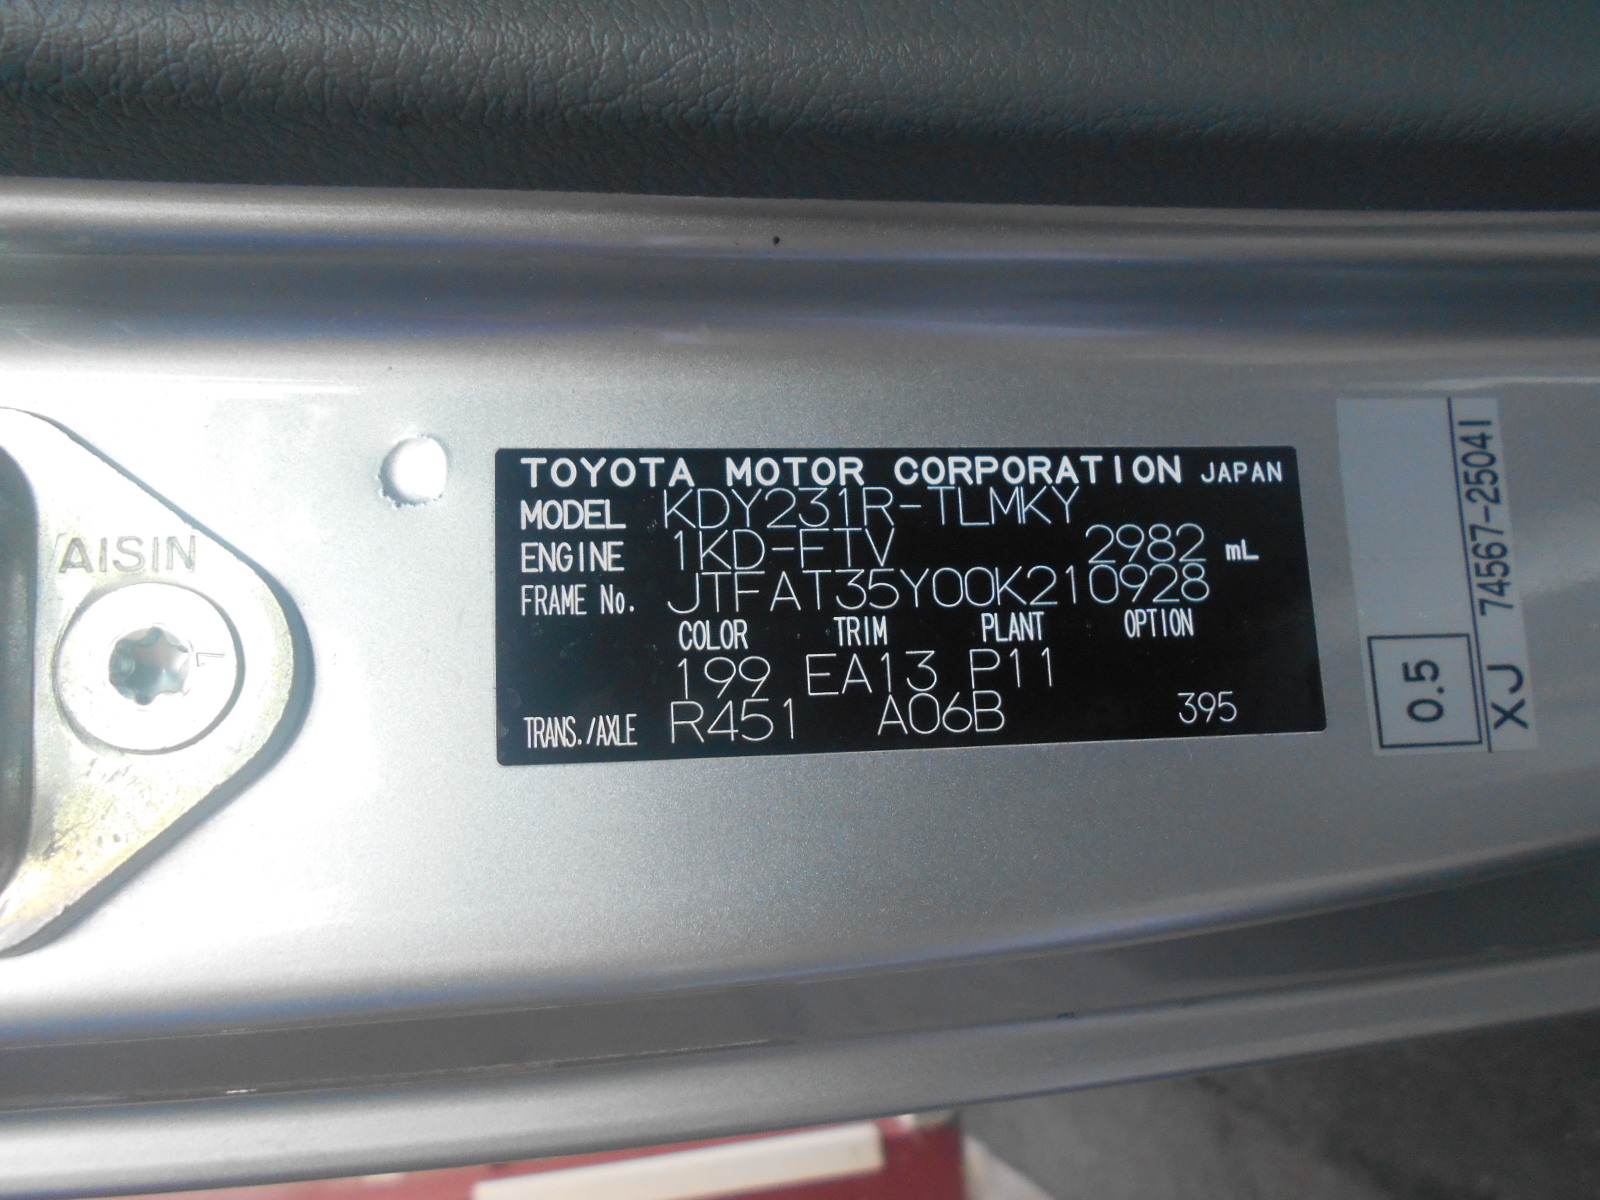 TOYOTA MOTOR CORPORATION JAPAN
MODEL KDY231R-TLMKY
ENGINE 1KD-FTV 2982 mL
FRAME No. JTFAT35Y00K210928
COLOR TRIM PLANT OPTION
199 EA13 P11
TRANS./AXLE R451 A06B 395
AISIN
7
0.5
XJ 74567-25041